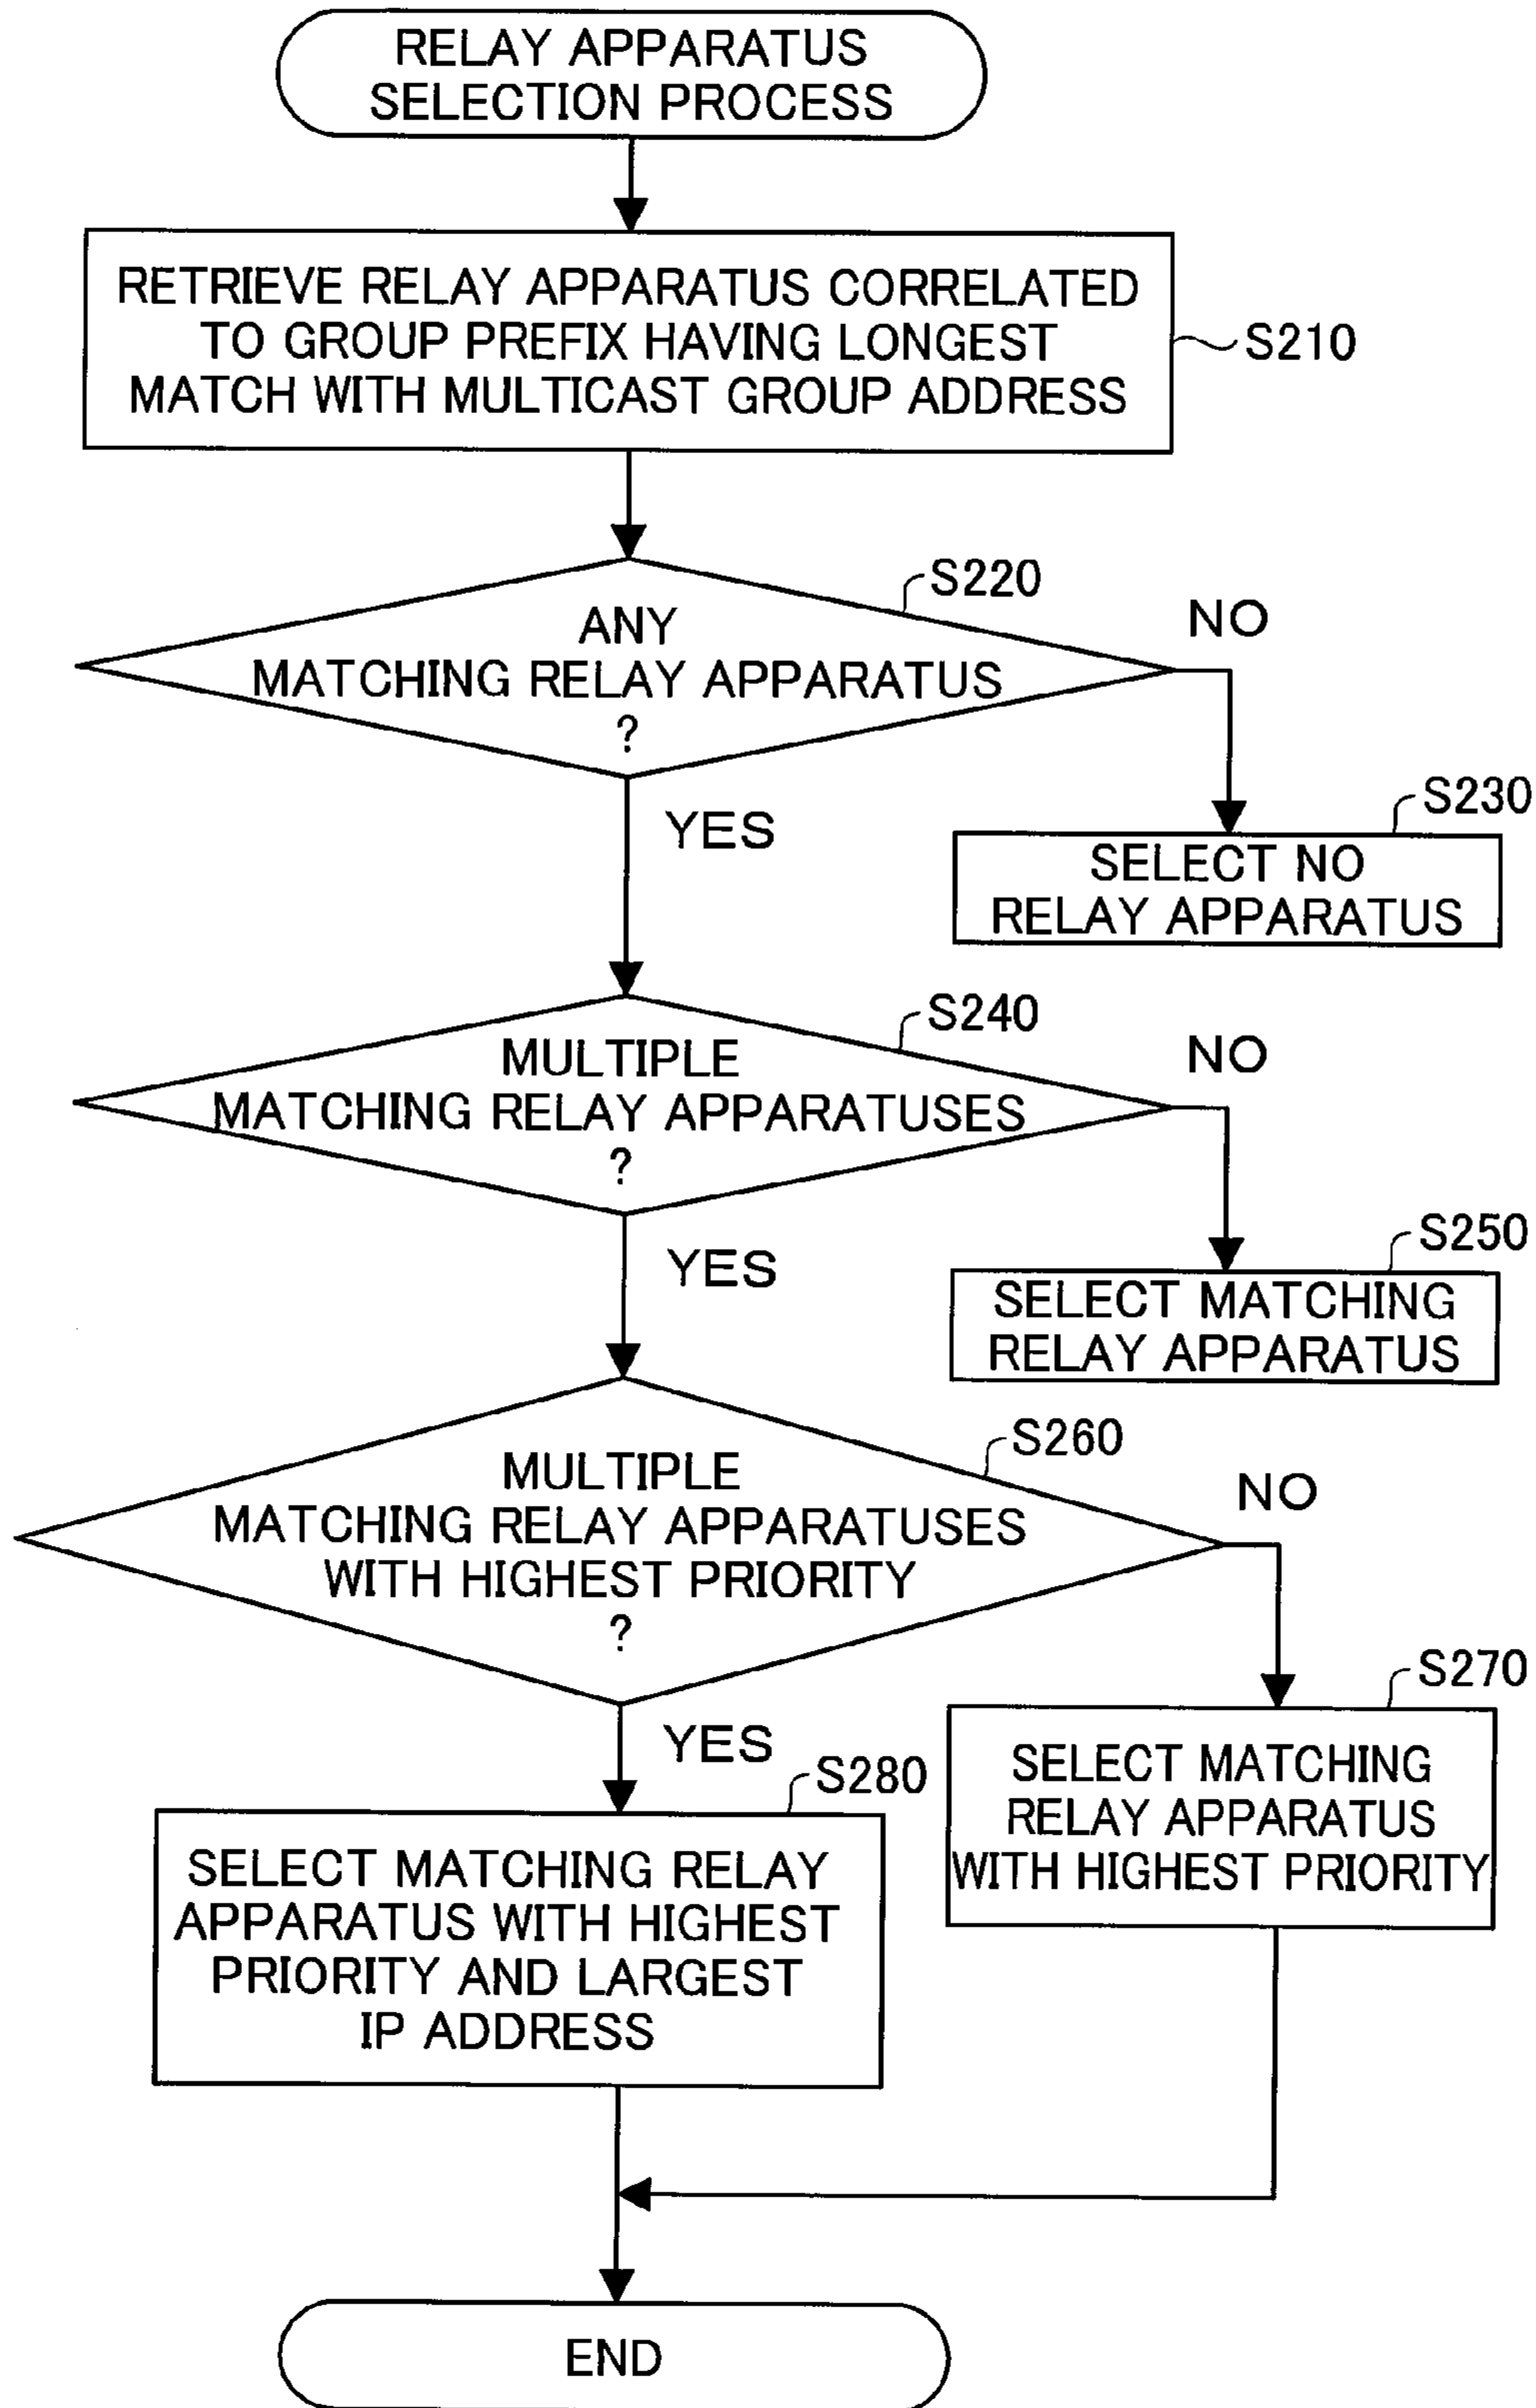 RELAY APPARATUS
SELECTION PROCESS
RETRIEVE RELAY APPARATUS CORRELATED
TO GROUP PREFIX HAVING LONGEST
MATCH WITH MULTICAST GROUP ADDRESS
S210
S220
ANY
MATCHING RELAY APPARATUS
?
NO
YES
S230
SELECT NO
RELAY APPARATUS
S240
MULTIPLE
MATCHING RELAY APPARATUSES
?
NO
YES
S250
SELECT MATCHING
RELAY APPARATUS
S260
MULTIPLE
MATCHING RELAY APPARATUSES
WITH HIGHEST PRIORITY
?
NO
YES
S270
SELECT MATCHING
RELAY APPARATUS
WITH HIGHEST PRIORITY
S280
SELECT MATCHING RELAY
APPARATUS WITH HIGHEST
PRIORITY AND LARGEST
IP ADDRESS
END